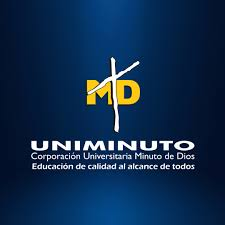 MD
UNIMINUTO
Corporación Universitaria Minuto de Dios
Educación de calidad al alcance de todos